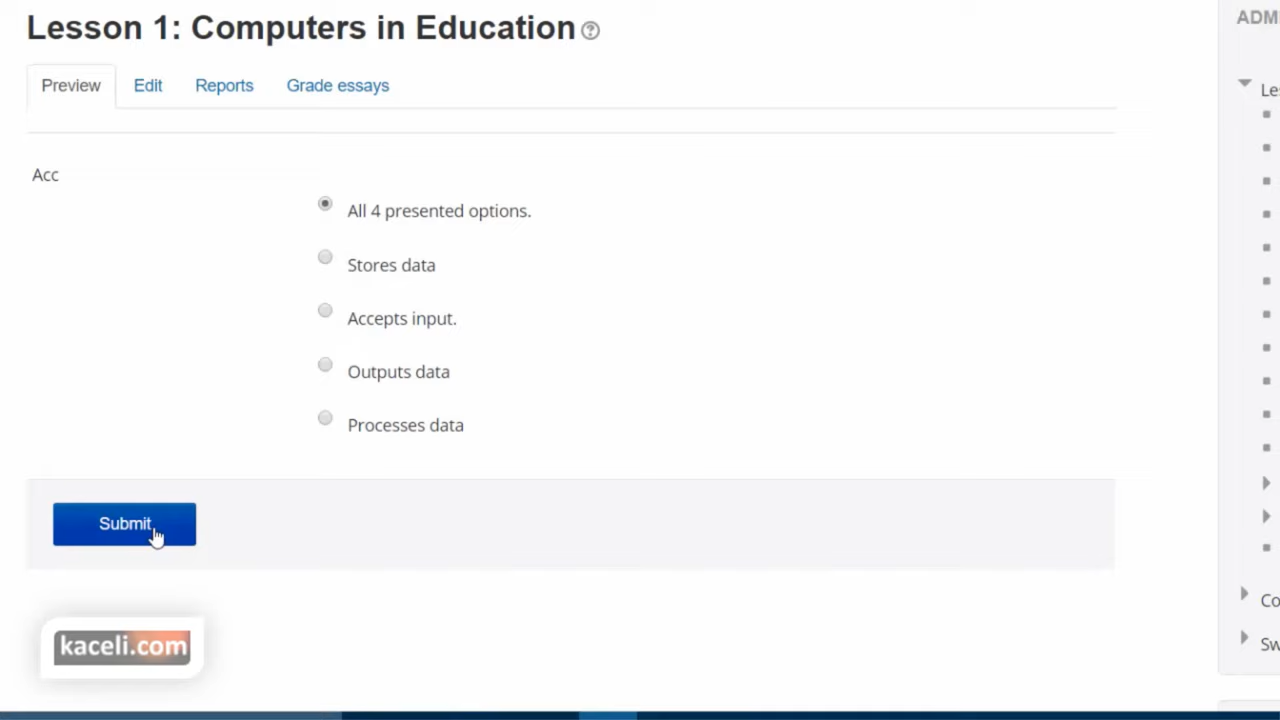 Lesson 1: Computers in Education
ADM
Preview Edit Reports Grade essays
Le
Acc
All 4 presented options.
Stores data
Accepts input.
Outputs data
Processes data
Submit
Co
Sw
kaceli.com